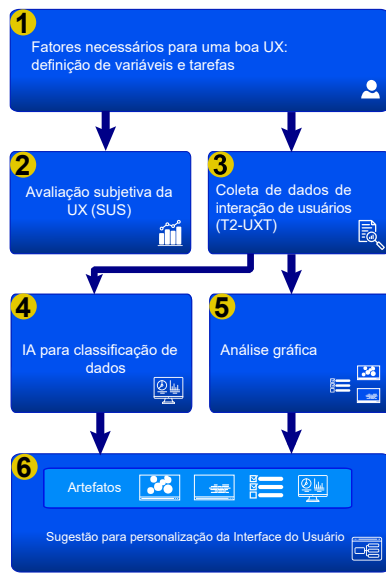 1
Fatores necessários para uma boa UX:
definição de variáveis e tarefas
2
Avaliação subjetiva da
UX (SUS)
3
Coleta de dados de
interação de usuários
(T2-UXT)
4
IA para classificação de
dados
5
Análise gráfica
6
Artefatos
Sugestão para personalização da Interface do Usuário